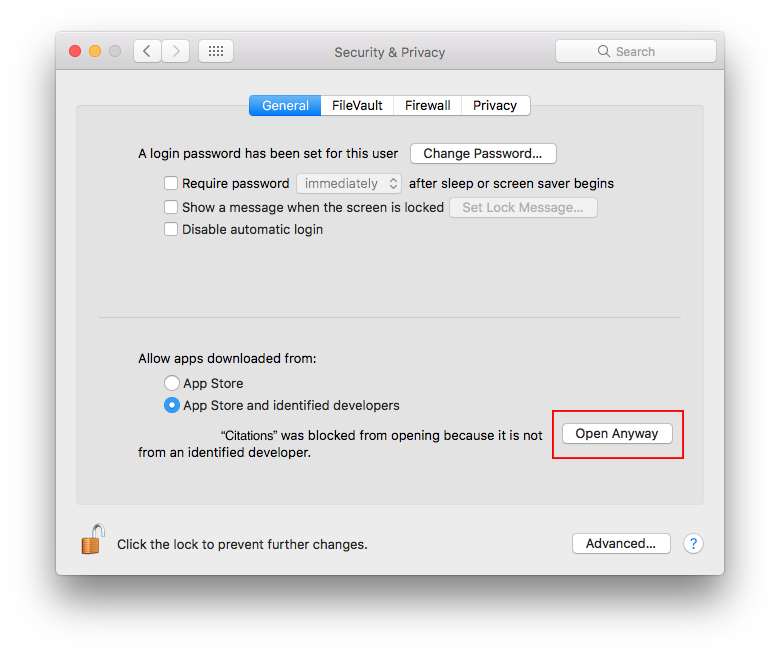 Security & Privacy
Search
General FileVault Firewall Privacy
A login password has been set for this user Change Password...
Require password immediately after sleep or screen saver begins
Show a message when the screen is locked Set Lock Message...
Disable automatic login
Allow apps downloaded from:
App Store
App Store and identified developers
“Citations” was blocked from opening because it is not
from an identified developer.
Open Anyway
Click the lock to prevent further changes.
Advanced...
?